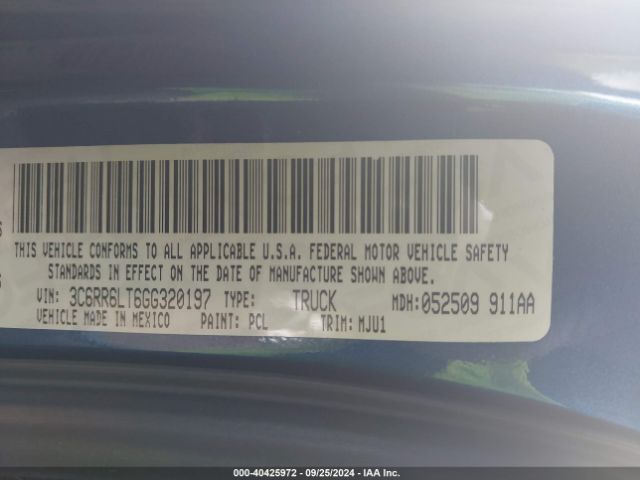 THIS VEHICLE CONFORMS TO ALL APPLICABLE U.S.A. FEDERAL MOTOR VEHICLE SAFETY
STANDARDS IN EFFECT ON THE DATE OF MANUFACTURE SHOWN ABOVE.
VIN: 3C6RR6LT6GG320197 TYPE: TRUCK MDH:052509 911AA
VEHICLE MADE IN MEXICO PAINT: PCL TRIM: MJU1
000-40425972 - 09/25/2024 - IAA Inc.